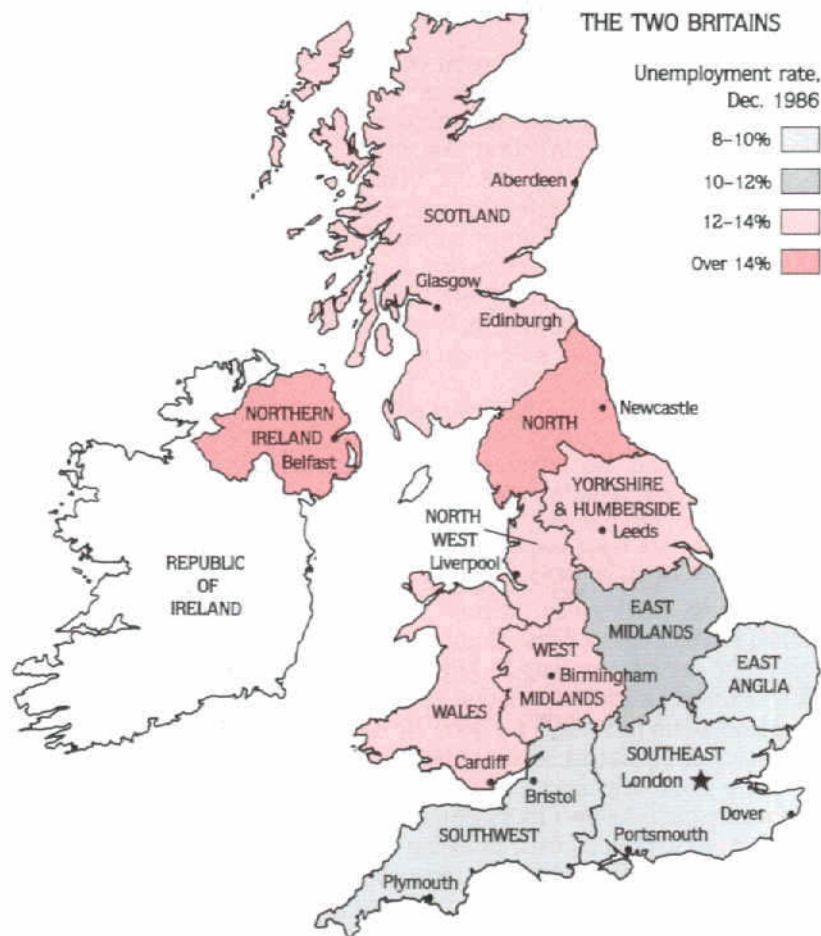 THE TWO BRITAINS
Unemployment rate,
Dec. 1986
8–10%
10–12%
12–14%
Over 14%
Aberdeen
SCOTLAND
Glasgow
Edinburgh
NORTHERN
IRELAND
Belfast
NORTH
Newcastle
YORKSHIRE
& HUMBERSIDE
Leeds
NORTH
WEST
Liverpool
REPUBLIC
OF
IRELAND
EAST
MIDLANDS
WEST
Birmingham
MIDLANDS
EAST
ANGLIA
WALES
Cardiff
SOUTHEAST
London
Bristol
Dover
SOUTHWEST
Portsmouth
Plymouth